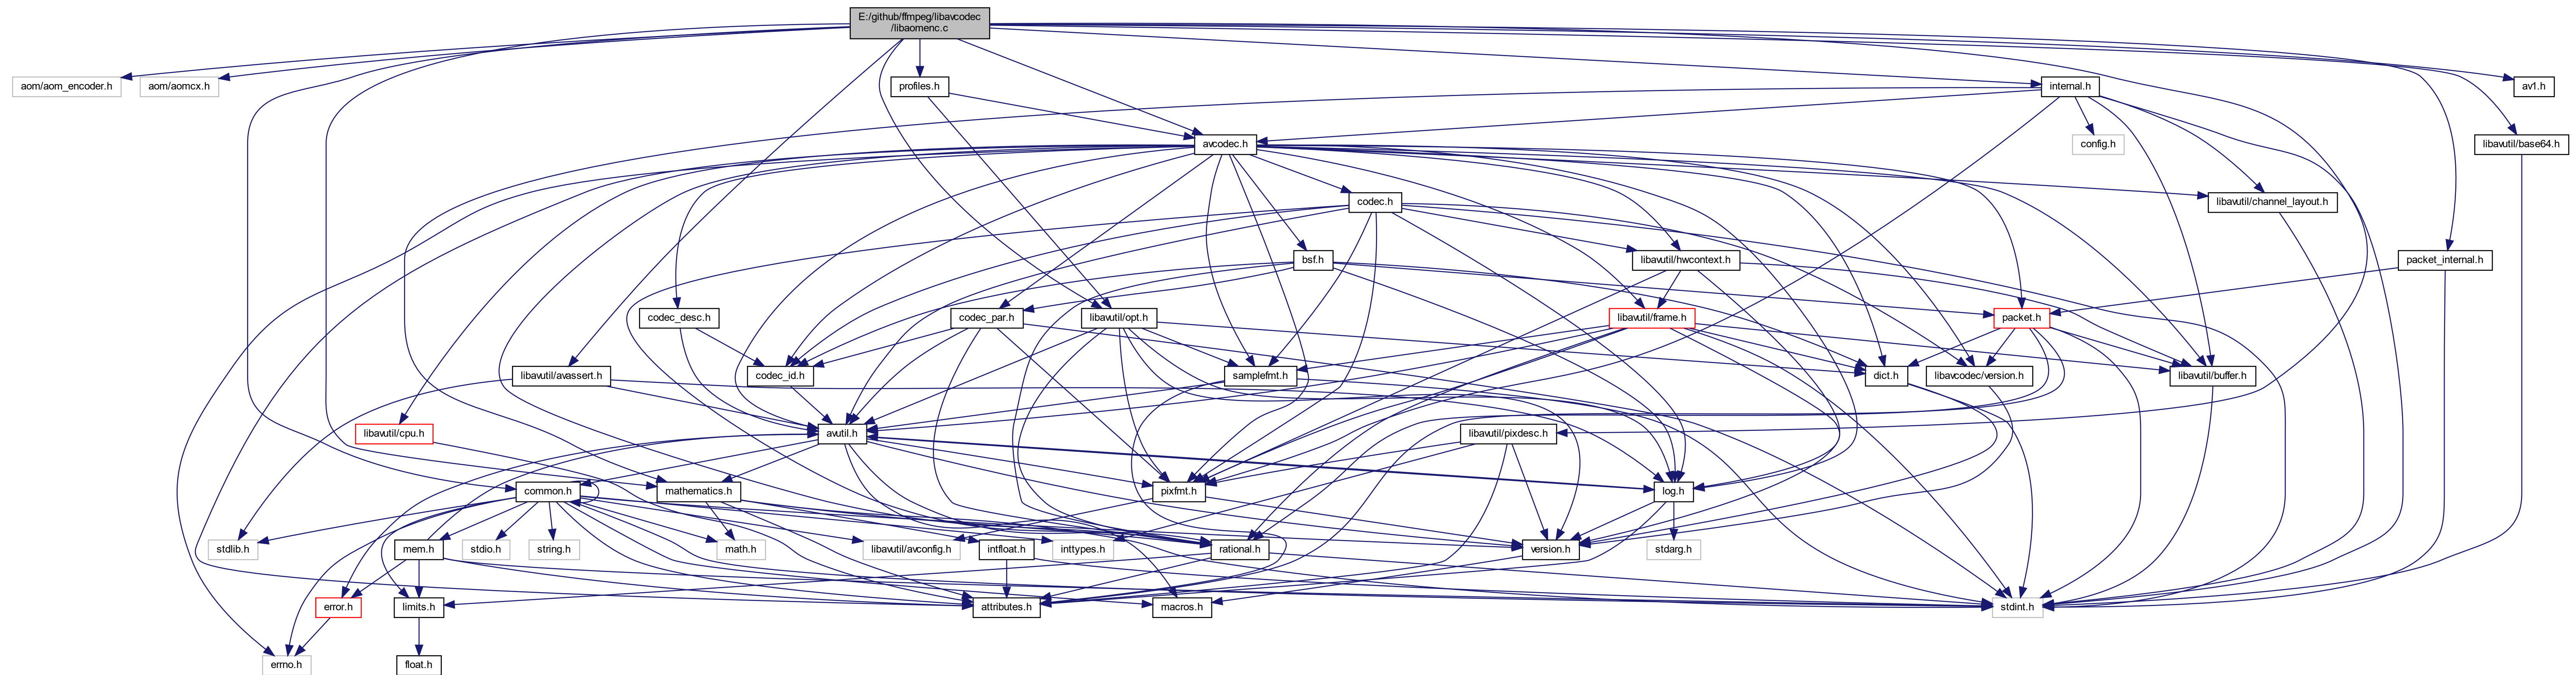 E:/github/ffmpeg/libavcodec
/libaomenc.c
aom/aom_encoder.h
aom/aomcx.h
profiles.h
internal.h
av1.h
avcodec.h
config.h
libavutil/base64.h
codec.h
libavutil/channel_layout.h
bsf.h
libavutil/hwcontext.h
packet_internal.h
codec_desc.h
codec_par.h
libavutil/opt.h
libavutil/frame.h
packet.h
libavutil/avassert.h
codec_id.h
samplefmt.h
dict.h
libavcodec/version.h
libavutil/buffer.h
libavutil/cpu.h
avutil.h
libavutil/pixdesc.h
common.h
mathematics.h
pixfmt.h
log.h
stdlib.h
mem.h
stdio.h
string.h
math.h
libavutil/avconfig.h
intfloat.h
inttypes.h
rational.h
version.h
stdarg.h
error.h
limits.h
attributes.h
macros.h
stdint.h
errno.h
float.h